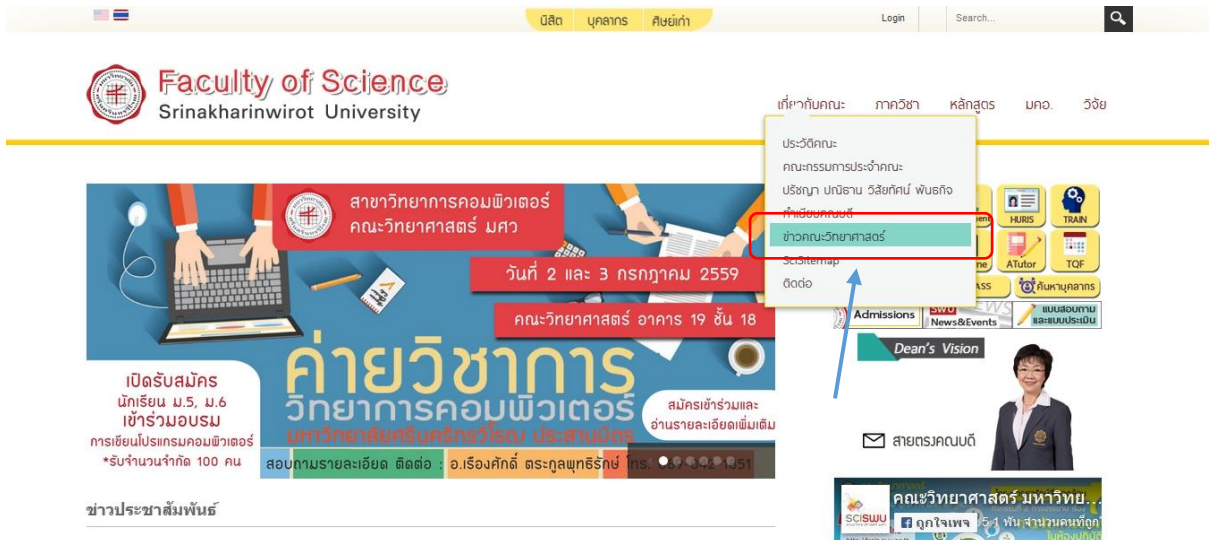 นิสิต บุคลากร ศิษย์เก่า
Login
Search...
Faculty of Science
Srinakharinwirot University
เกี่ยวกับคณะ ภาควิชา หลักสูตร มคอ. วิจัย
ประวัติคณะ
คณะกรรมการประจำคณะ
ปรัชญา ปณิธาน วิสัยทัศน์ พันธกิจ
ทำเนียบคณบดี
ข่าวคณะวิทยาศาสตร์
SciSitemap
ติดต่อ
สาขาวิทยาการคอมพิวเตอร์
คณะวิทยาศาสตร์ มศว
วันที่ 2 และ 3 กรกฎาคม 2559
คณะวิทยาศาสตร์ อาคาร 19 ชั้น 18
ค่ายวิชาการ
วิทยาการคอมพิวเตอร์
มหาวิทยาลัยศรีนครินทรวิโรฒ ประสานมิตร
เปิดรับสมัคร
นักเรียน ม.5, ม.6
เข้าร่วมอบรม
การเขียนโปรแกรมคอมพิวเตอร์
*รับจำนวนจำกัด 100 คน
สมัครเข้าร่วมและ
อ่านรายละเอียดเพิ่มเติม
สอบถามรายละเอียด ติดต่อ : อ.เรืองศักดิ์ ตระกูลพุทธิรักษ์ โทร.
HURIS TRAIN
ATutor TQF
ค้นหาบุคลากร
Admissions
SWU NEWS
News&Events
แบบสอบถาม
และแบบประเมิน
Dean's Vision
สายตรงคณบดี
ข่าวประชาสัมพันธ์
คณะวิทยาศาสตร์ มหาวิทย...
SCISWU
ถูกใจเพจ